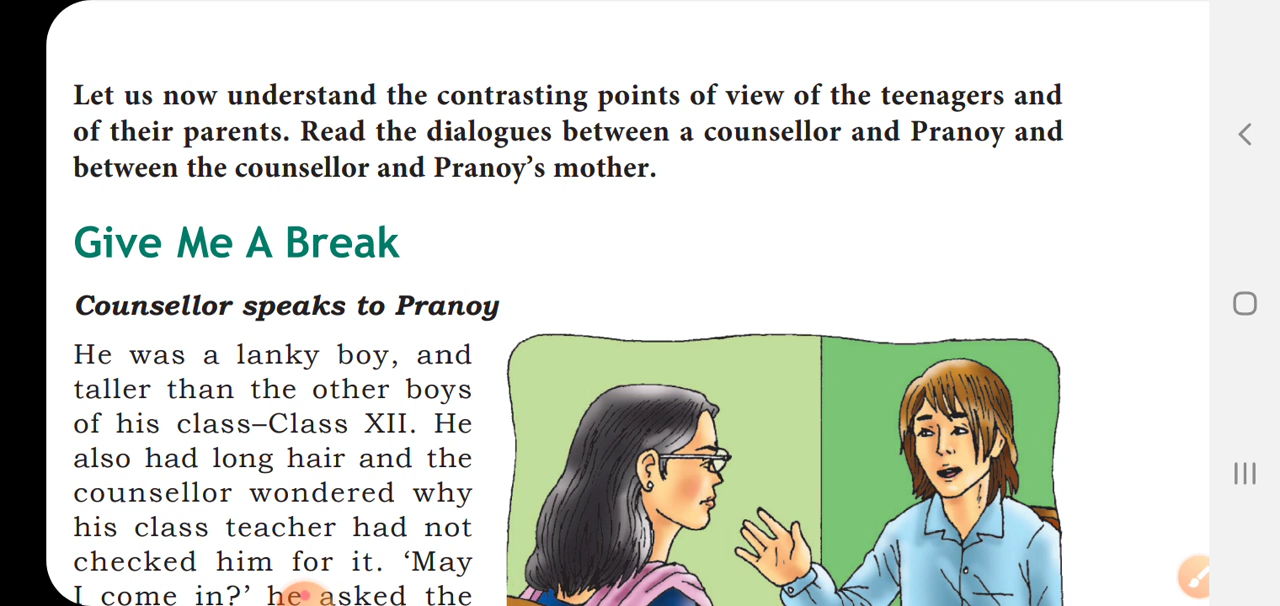 Let us now understand the contrasting points of view of the teenagers and
of their parents. Read the dialogues between a counsellor and Pranoy and
between the counsellor and Pranoy’s mother.
Give Me A Break
Counsellor speaks to Pranoy
He was a lanky boy, and
taller than the other boys
of his class–Class XII. He
also had long hair and the
counsellor wondered why
his class teacher had not
checked him for it. ‘May
I come in?’ he asked the